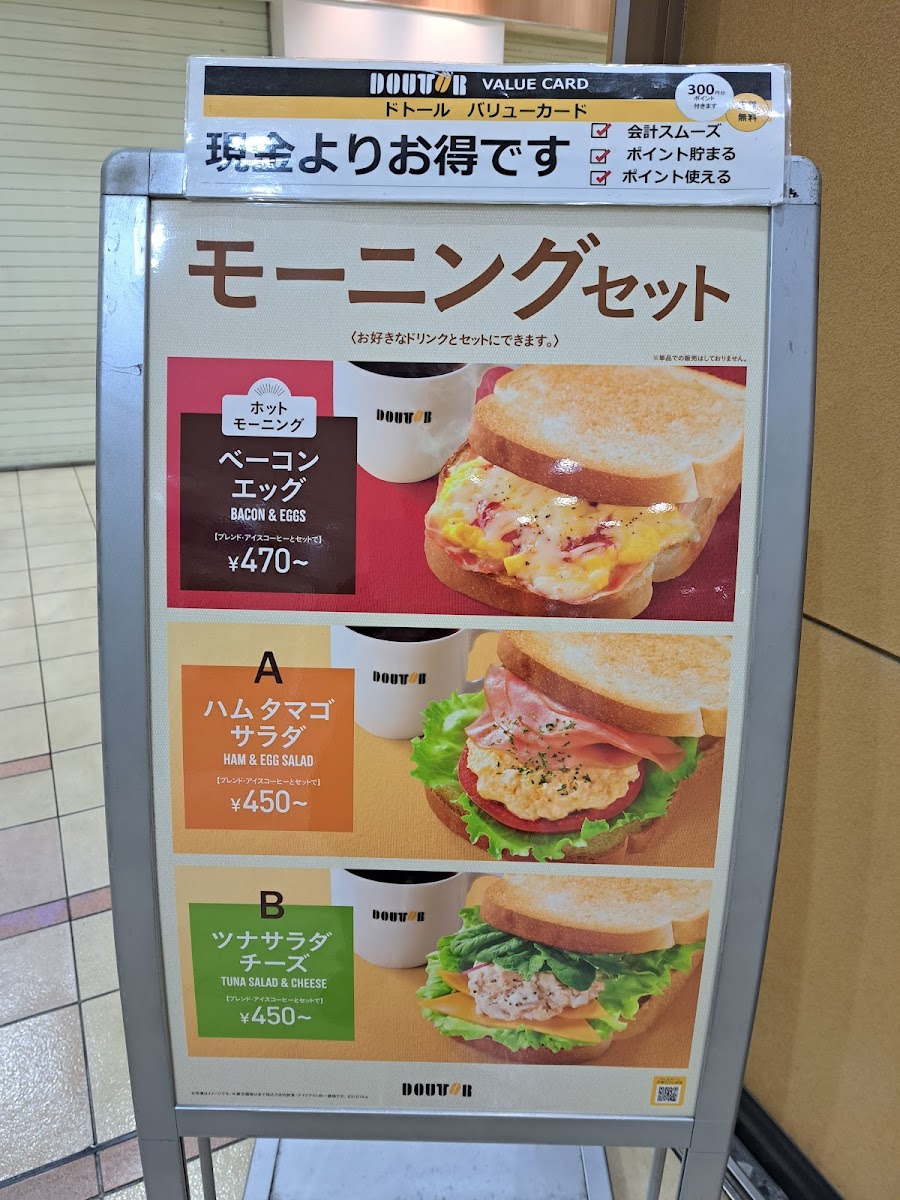 DOUTOR VALUE CARD
ドトール バリューカード
300円分
ポイント
付きます
無料
現金よりお得です
会計スムーズ
ポイント貯まる
ポイント使える
モーニングセット
〈お好きなドリンクとセットにできます。〉
※単品での販売はしておりません。
ホット
モーニング
ベーコン
エッグ
BACON & EGGS
【ブレンド・アイスコーヒーとセットで】
¥470~
DOUTOR
A
ハムタマゴ
サラダ
HAM & EGG SALAD
【ブレンド・アイスコーヒーとセットで】
¥450~
DOUTOR
B
ツナサラダ
チーズ
TUNA SALAD & CHEESE
【ブレンド・アイスコーヒーとセットで】
¥450~
DOUTOR
DOUTOR